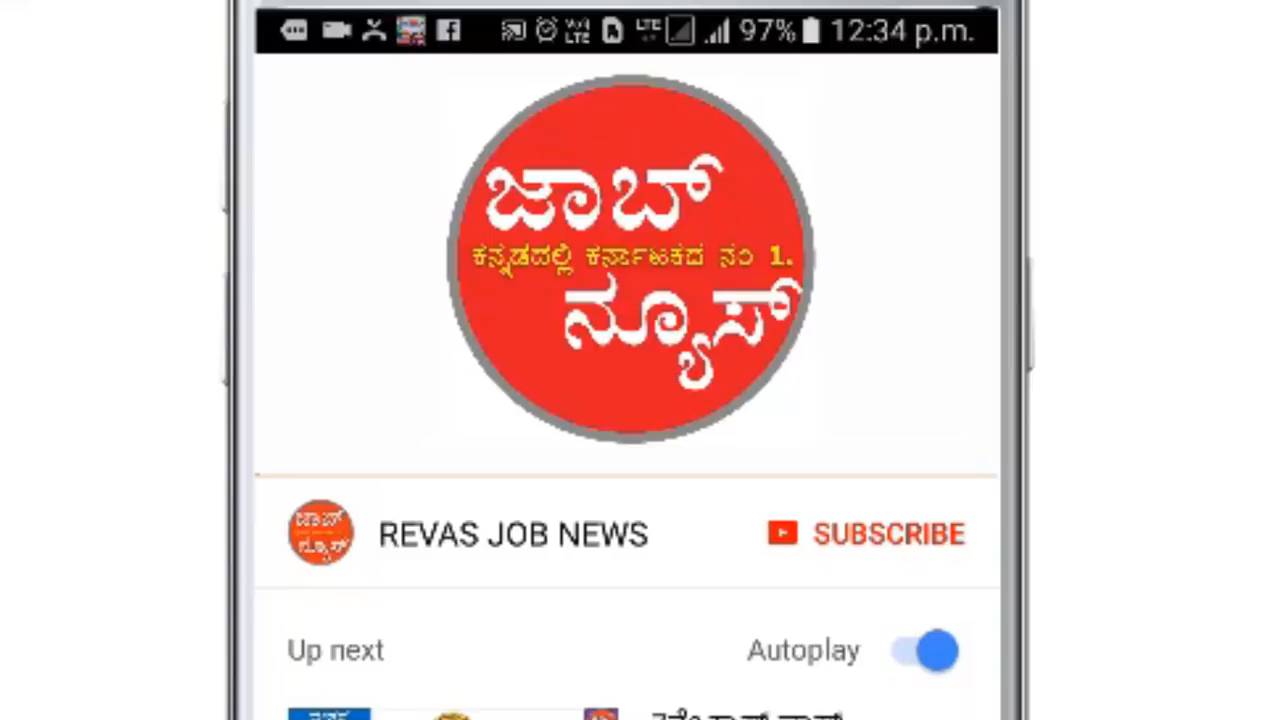 97% 12:34 p.m.
ಜಾಬ್
ಕನ್ನಡದಲ್ಲಿ ಕರ್ನಾಟಕದ ನಂ 1.
ನ್ಯೂಸ್
ಜಾಬ್
ನ್ಯೂಸ್
REVAS JOB NEWS
SUBSCRIBE
Up next
Autoplay